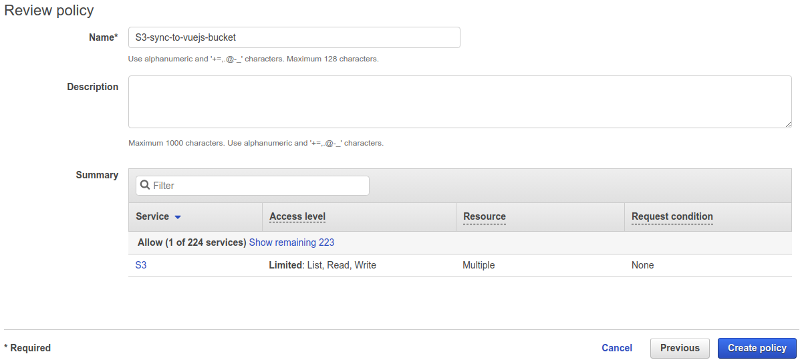 Review policy
Name* S3-sync-to-vuejs-bucket
Use alphanumeric and '+=,.@-_' characters. Maximum 128 characters.
Description
Maximum 1000 characters. Use alphanumeric and '+=,.@-_' characters.
Summary Filter
Service Access level Resource Request condition
Allow (1 of 224 services) Show remaining 223
S3 Limited: List, Read, Write Multiple None
* Required Cancel Previous Create policy